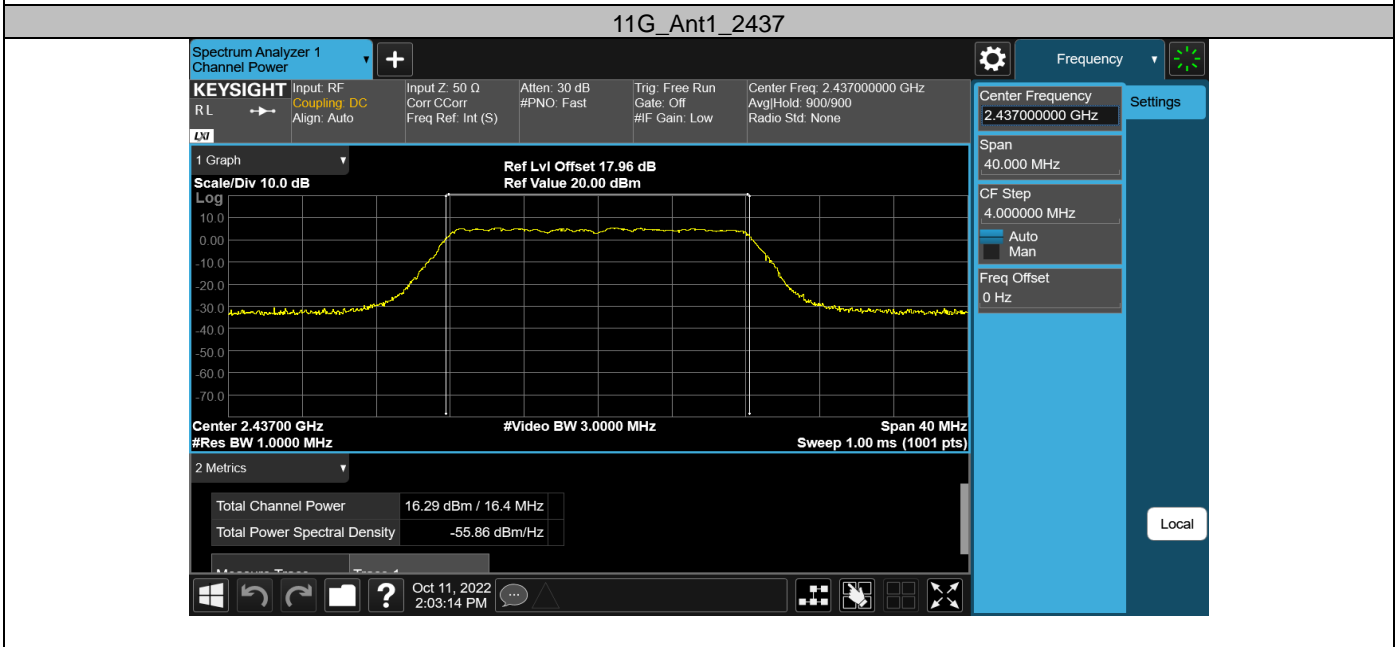 11G_Ant1_2437
Spectrum Analyzer 1
Channel Power
+
Frequency
KEYSIGHT
R L
LXI
Input: RF
Coupling: DC
Align: Auto
Input Z: 50 Ω
Corr CCorr
Freq Ref: Int (S)
Atten: 30 dB
#PNO: Fast
Trig: Free Run
Gate: Off
#IF Gain: Low
Center Freq: 2.437000000 GHz
Avg|Hold: 900/900
Radio Std: None
Center Frequency
2.437000000 GHz
Settings
Span
40.000 MHz
CF Step
4.000000 MHz
Auto
Man
Freq Offset
0 Hz
1 Graph
Ref Lvl Offset 17.96 dB
Scale/Div 10.0 dB
Ref Value 20.00 dBm
Log
10.0
0.00
-10.0
-20.0
-30.0
-40.0
-50.0
-60.0
-70.0
Center 2.43700 GHz
#Video BW 3.0000 MHz
Span 40 MHz
#Res BW 1.0000 MHz
Sweep 1.00 ms (1001 pts)
2 Metrics
Total Channel Power 16.29 dBm / 16.4 MHz
Total Power Spectral Density -55.86 dBm/Hz
Measure Trace Trace 1
Local
?
Oct 11, 2022
2:03:14 PM